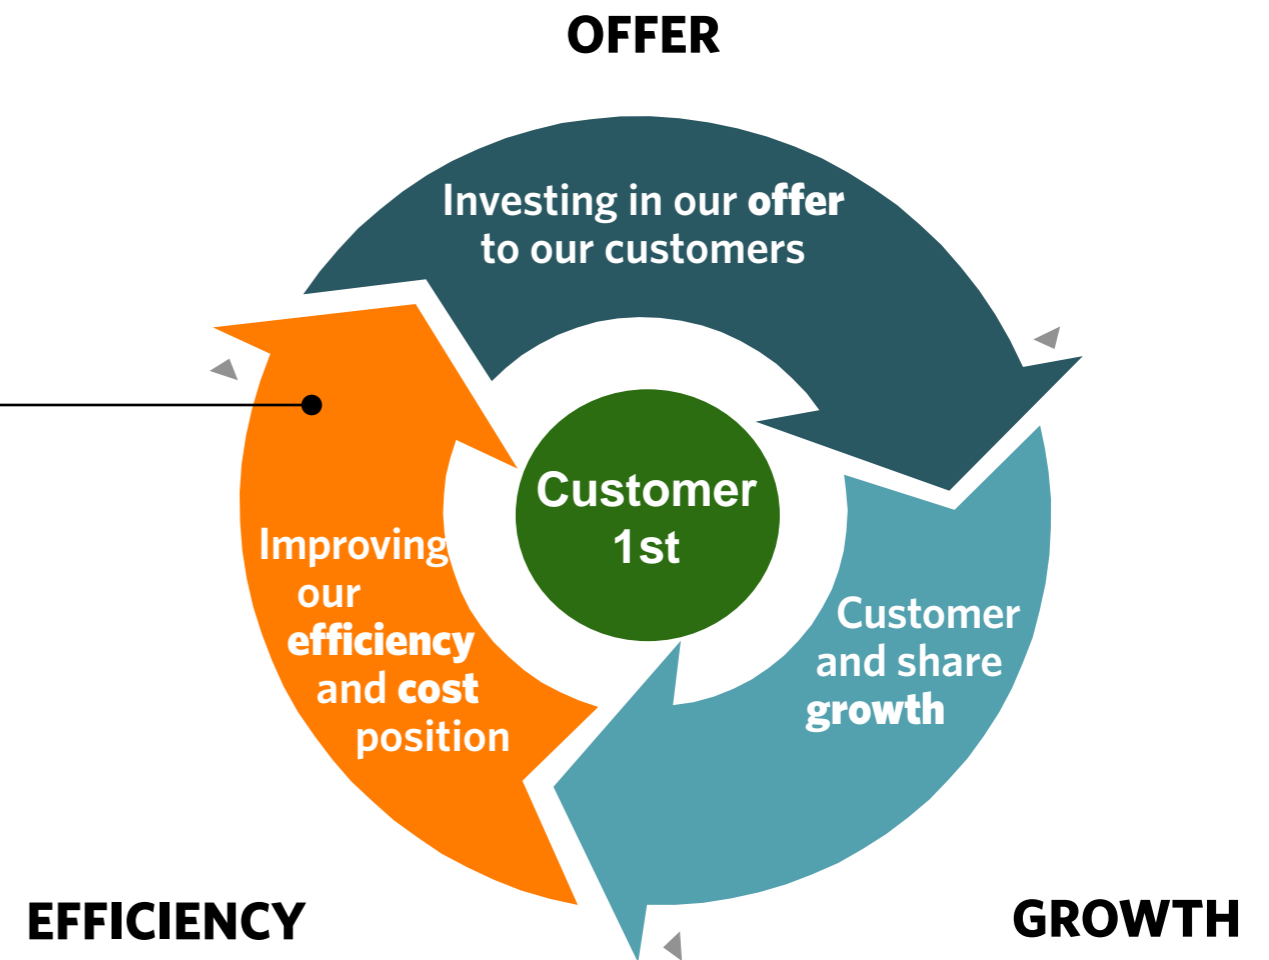 OFFER
Investing in our offer
to our customers
Customer
1st
Improving
our
efficiency
and cost
position
Customer
and share
growth
EFFICIENCY
GROWTH